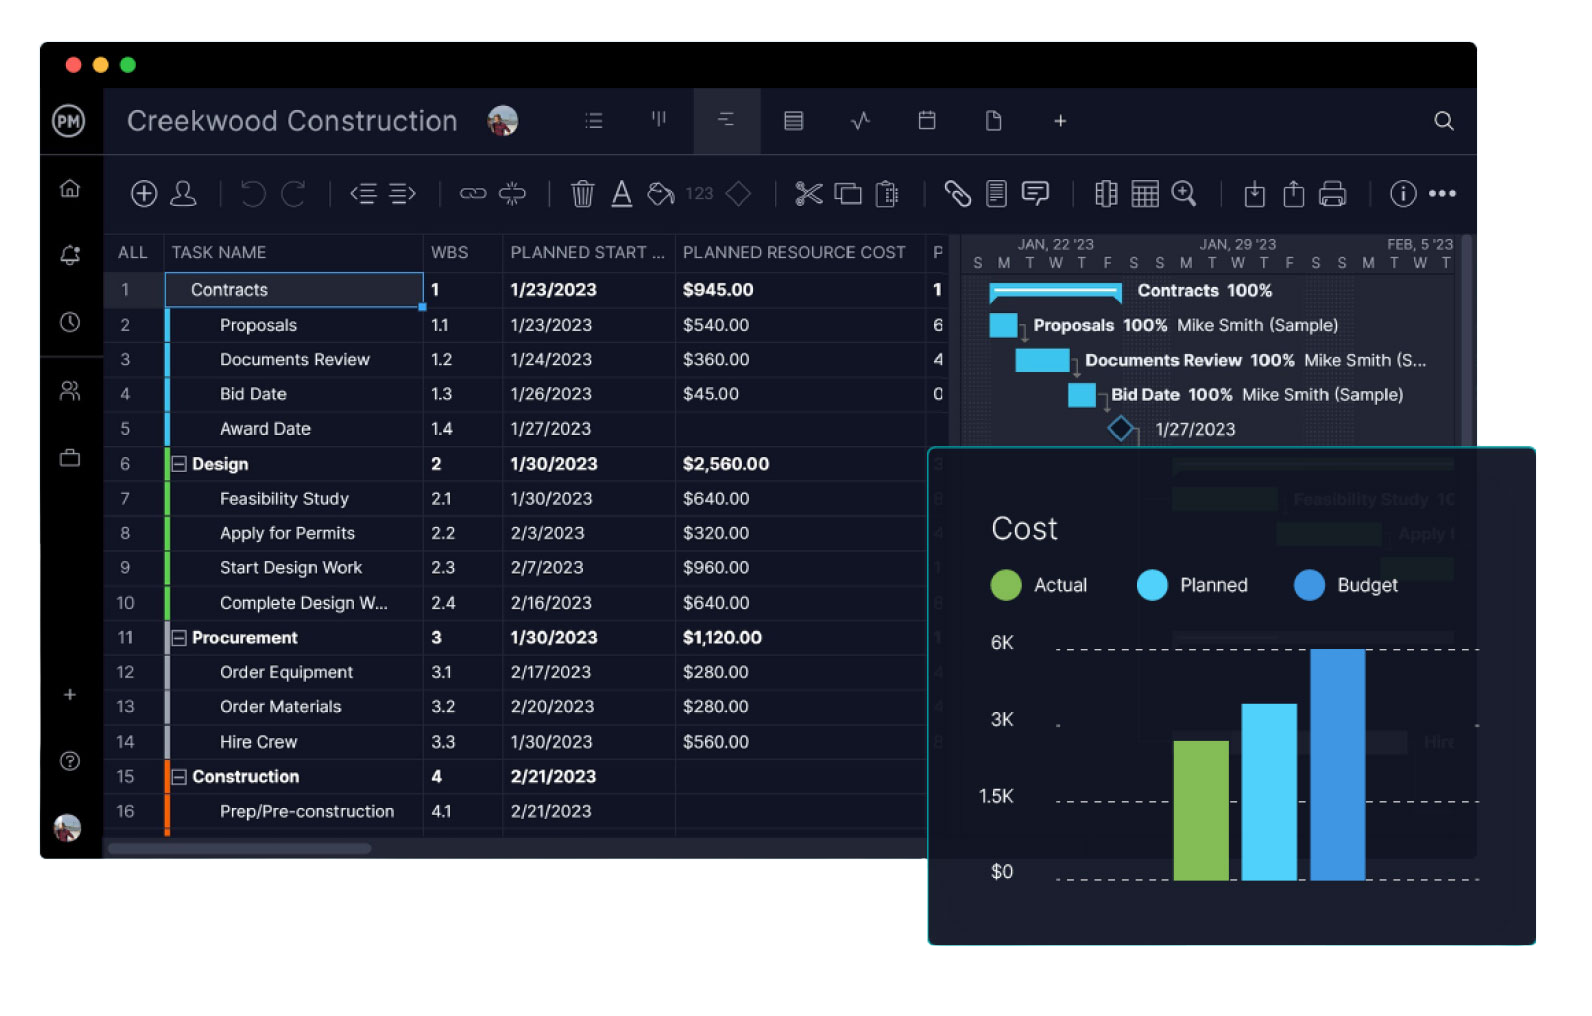 PM
Creekwood Construction
123
ALL TASK NAME WBS PLANNED START ... PLANNED RESOURCE COST P
JAN, 22 '23 JAN, 29 '23 FEB, 5 '23
S M T W T F S S M T W T F S S M T W T
1 Contracts 1 1/23/2023 $945.00 1 Contracts 100%
2 Proposals 1.1 1/23/2023 $540.00 6 Proposals 100% Mike Smith (Sample)
3 Documents Review 1.2 1/24/2023 $360.00 4 Documents Review 100% Mike Smith (S...
4 Bid Date 1.3 1/26/2023 $45.00 0 Bid Date 100% Mike Smith (Sample)
5 Award Date 1.4 1/27/2023 1/27/2023
6 Design 2 1/30/2023 $2,560.00 3
7 Feasibility Study 2.1 1/30/2023 $640.00 8 Feasibility Study 10
8 Apply for Permits 2.2 2/3/2023 $320.00 4 Apply
9 Start Design Work 2.3 2/7/2023 $960.00 1
10 Complete Design W... 2.4 2/16/2023 $640.00 8
11 Procurement 3 1/30/2023 $1,120.00 1
12 Order Equipment 3.1 2/17/2023 $280.00 4
13 Order Materials 3.2 2/20/2023 $280.00 4
14 Hire Crew 3.3 1/30/2023 $560.00 8 Hire
15 Construction 4 2/21/2023
16 Prep/Pre-construction 4.1 2/21/2023
Cost
Actual Planned Budget
6K
3K
1.5K
$0